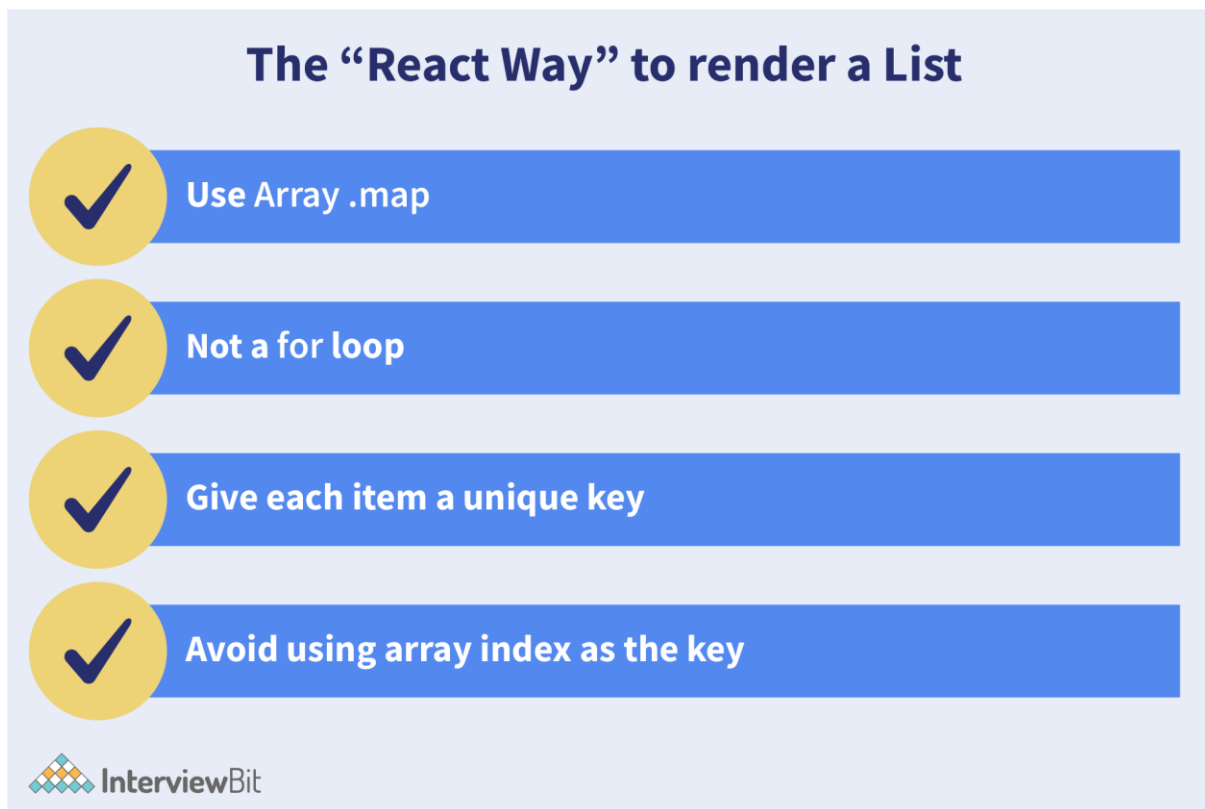 The “React Way” to render a List
Use Array .map
Not a for loop
Give each item a unique key
Avoid using array index as the key
InterviewBit